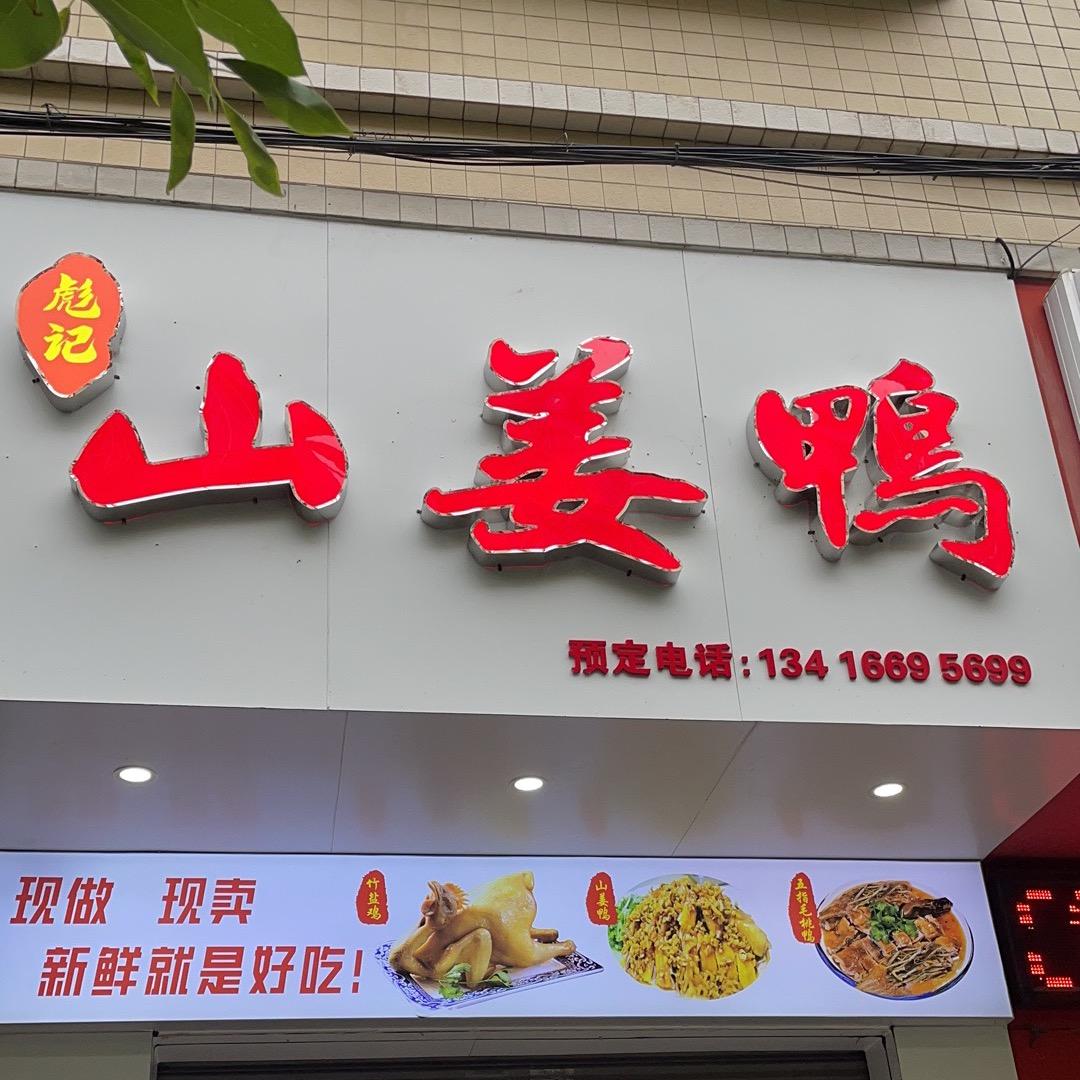 彪记
山姜鸭
预定电话:134 1669 5699
现做 现卖
新鲜就是好吃!
竹盐鸡
山姜鸭
五指毛桃鸭